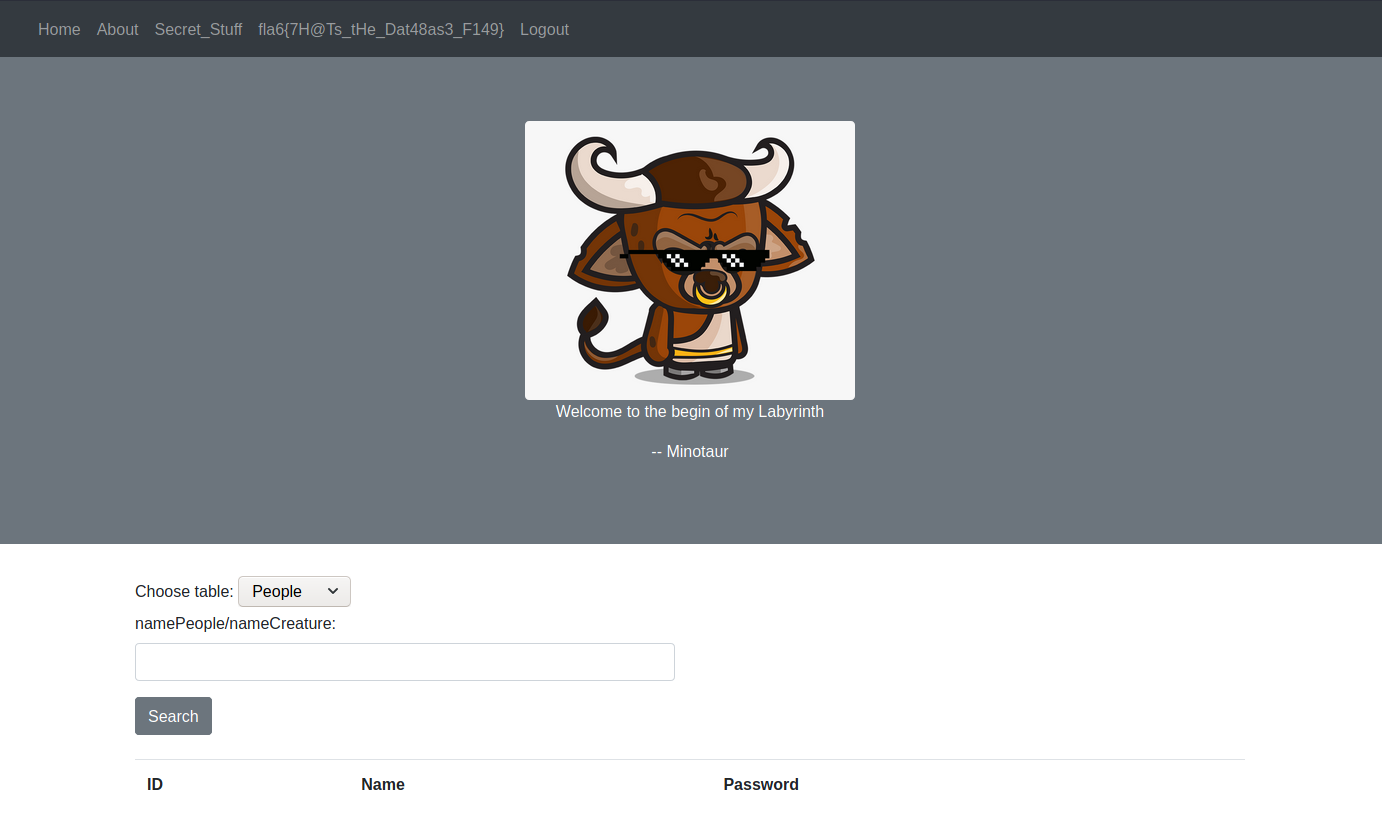 Home About Secret_Stuff fla6{7H@Ts_tHe_Dat48as3_F149} Logout
Welcome to the begin of my Labyrinth
-- Minotaur
Choose table: People
namePeople/nameCreature:
Search
ID Name Password